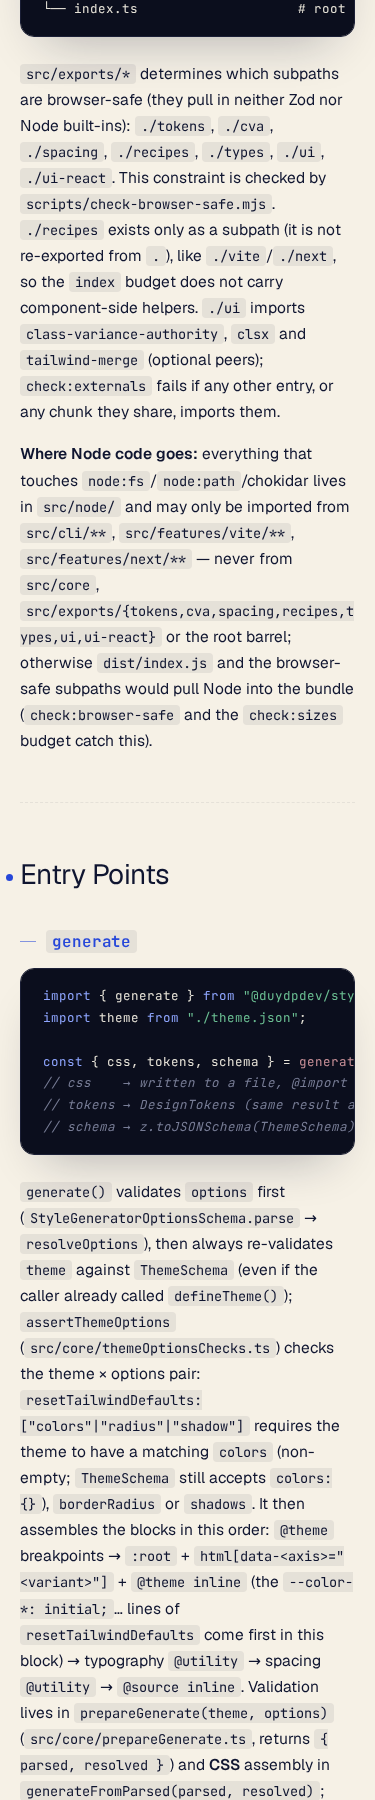 └── index.ts # root
src/exports/* determines which subpaths
are browser-safe (they pull in neither Zod nor
Node built-ins): ./tokens , ./cva ,
./spacing , ./recipes , ./types , ./ui ,
./ui-react . This constraint is checked by
scripts/check-browser-safe.mjs .
./recipes exists only as a subpath (it is not
re-exported from . ), like ./vite / ./next ,
so the index budget does not carry
component-side helpers. ./ui imports
class-variance-authority , clsx and
tailwind-merge (optional peers);
check:externals fails if any other entry, or
any chunk they share, imports them.
Where Node code goes: everything that
touches node:fs / node:path /chokidar lives
in src/node/ and may only be imported from
src/cli/** , src/features/vite/** ,
src/features/next/** — never from
src/core ,
src/exports/{tokens,cva,spacing,recipes,t
ypes,ui,ui-react} or the root barrel;
otherwise dist/index.js and the browser-
safe subpaths would pull Node into the bundle
( check:browser-safe and the check:sizes
budget catch this).
Entry Points
— generate
import { generate } from "@duydpdev/sty
import theme from "./theme.json";
const { css, tokens, schema } = generat
// css → written to a file, @import
// tokens → DesignTokens (same result a
// schema → z.toJSONSchema(ThemeSchema)
generate() validates options first
( StyleGeneratorOptionsSchema.parse →
resolveOptions ), then always re-validates
theme against ThemeSchema (even if the
caller already called defineTheme() );
assertThemeOptions
( src/core/themeOptionsChecks.ts ) checks
the theme × options pair:
resetTailwindDefaults:
["colors"|"radius"|"shadow"] requires the
theme to have a matching colors (non-
empty; ThemeSchema still accepts colors:
{} ), borderRadius or shadows . It then
assembles the blocks in this order: @theme
breakpoints → :root + html[data-<axis>="
<variant>"] + @theme inline (the --color-
*: initial; … lines of
resetTailwindDefaults come first in this
block) → typography @utility → spacing
@utility → @source inline . Validation
lives in prepareGenerate(theme, options)
( src/core/prepareGenerate.ts , returns {
parsed, resolved } ) and CSS assembly in
generateFromParsed(parsed, resolved) ;